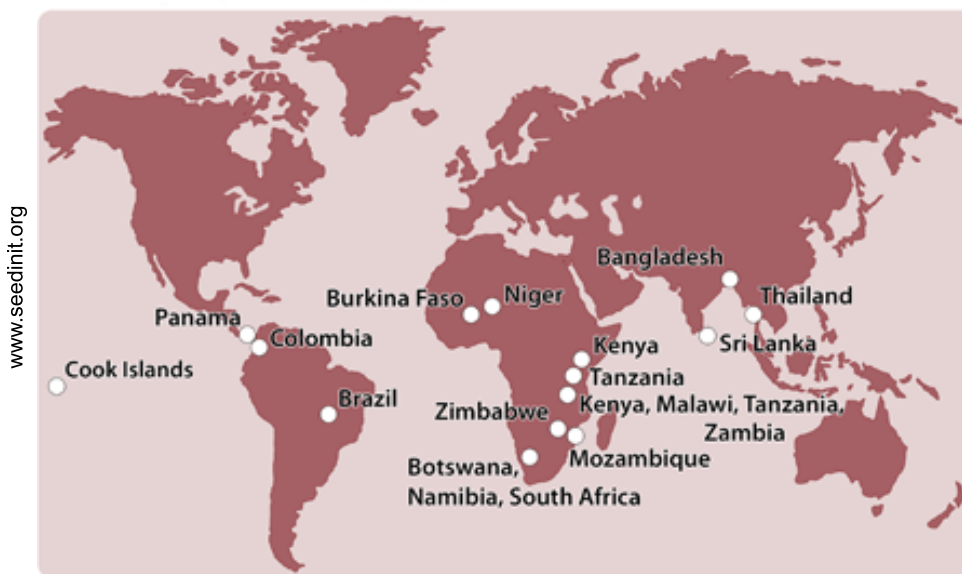 www.seedinit.org
Bangladesh
Burkina Faso
Niger
Thailand
Panama
Colombia
Kenya
Sri Lanka
Cook Islands
Tanzania
Brazil
Zimbabwe
Kenya, Malawi, Tanzania,
Zambia
Mozambique
Botswana,
Namibia, South Africa